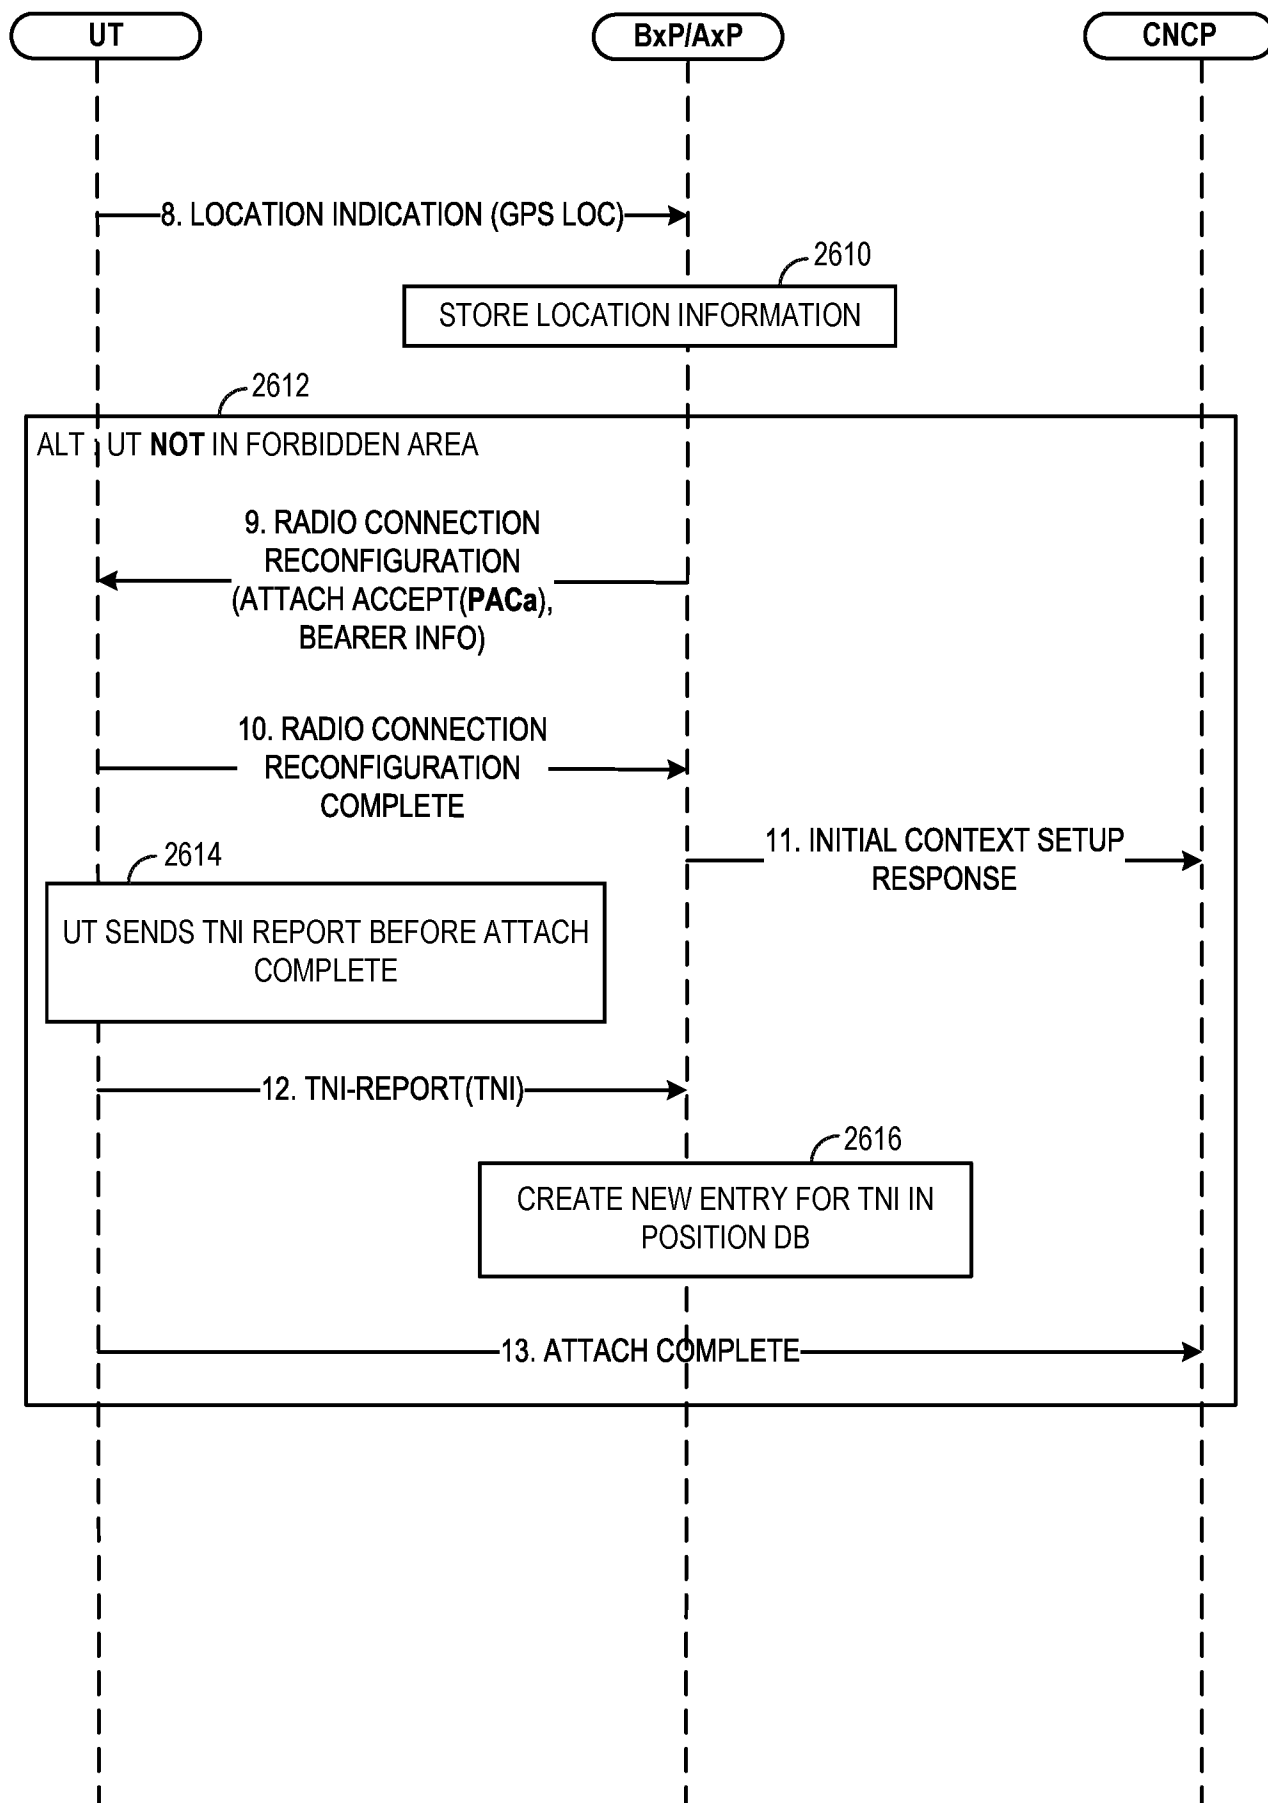 UT
BxP/AxP
CNCP
8. LOCATION INDICATION (GPS LOC)
2610
STORE LOCATION INFORMATION
2612
ALT : UT NOT IN FORBIDDEN AREA
9. RADIO CONNECTION
RECONFIGURATION
(ATTACH ACCEPT(PACa),
BEARER INFO)
10. RADIO CONNECTION
RECONFIGURATION
COMPLETE
11. INITIAL CONTEXT SETUP
RESPONSE
2614
UT SENDS TNI REPORT BEFORE ATTACH
COMPLETE
12. TNI-REPORT(TNI)
2616
CREATE NEW ENTRY FOR TNI IN
POSITION DB
13. ATTACH COMPLETE